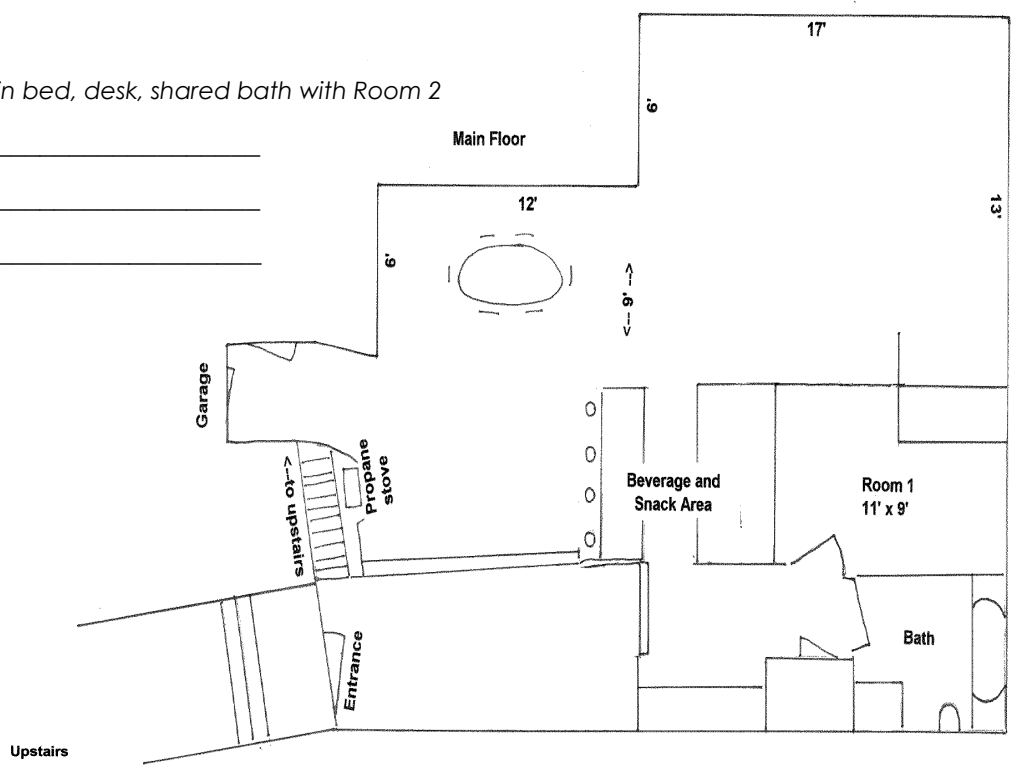 in bed, desk, shared bath with Room 2
17'
6'
Main Floor
12'
13'
6'
<--9'-->
Garage
Propane
stove
<--to upstairs
Beverage and
Snack Area
Room 1
11' x 9'
Bath
Entrance
Upstairs